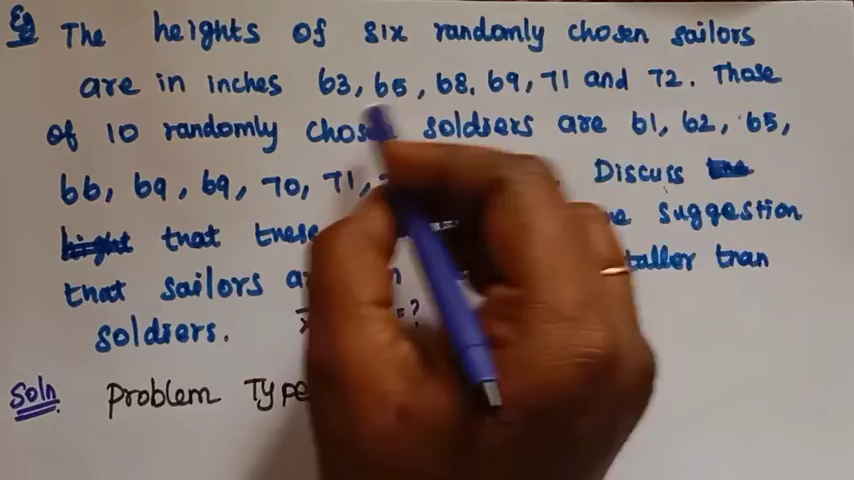 Eg The heights of six randomly chosen sailors
are in inches 63, 65, 68, 69, 71 and 72. Those
of 10 randomly chosen soldiers are 61, 62, 65,
66, 69, 69, 70, 71, Discuss
that these suggestion
that sailors taller than
soldiers. =?
Soln Problem Type